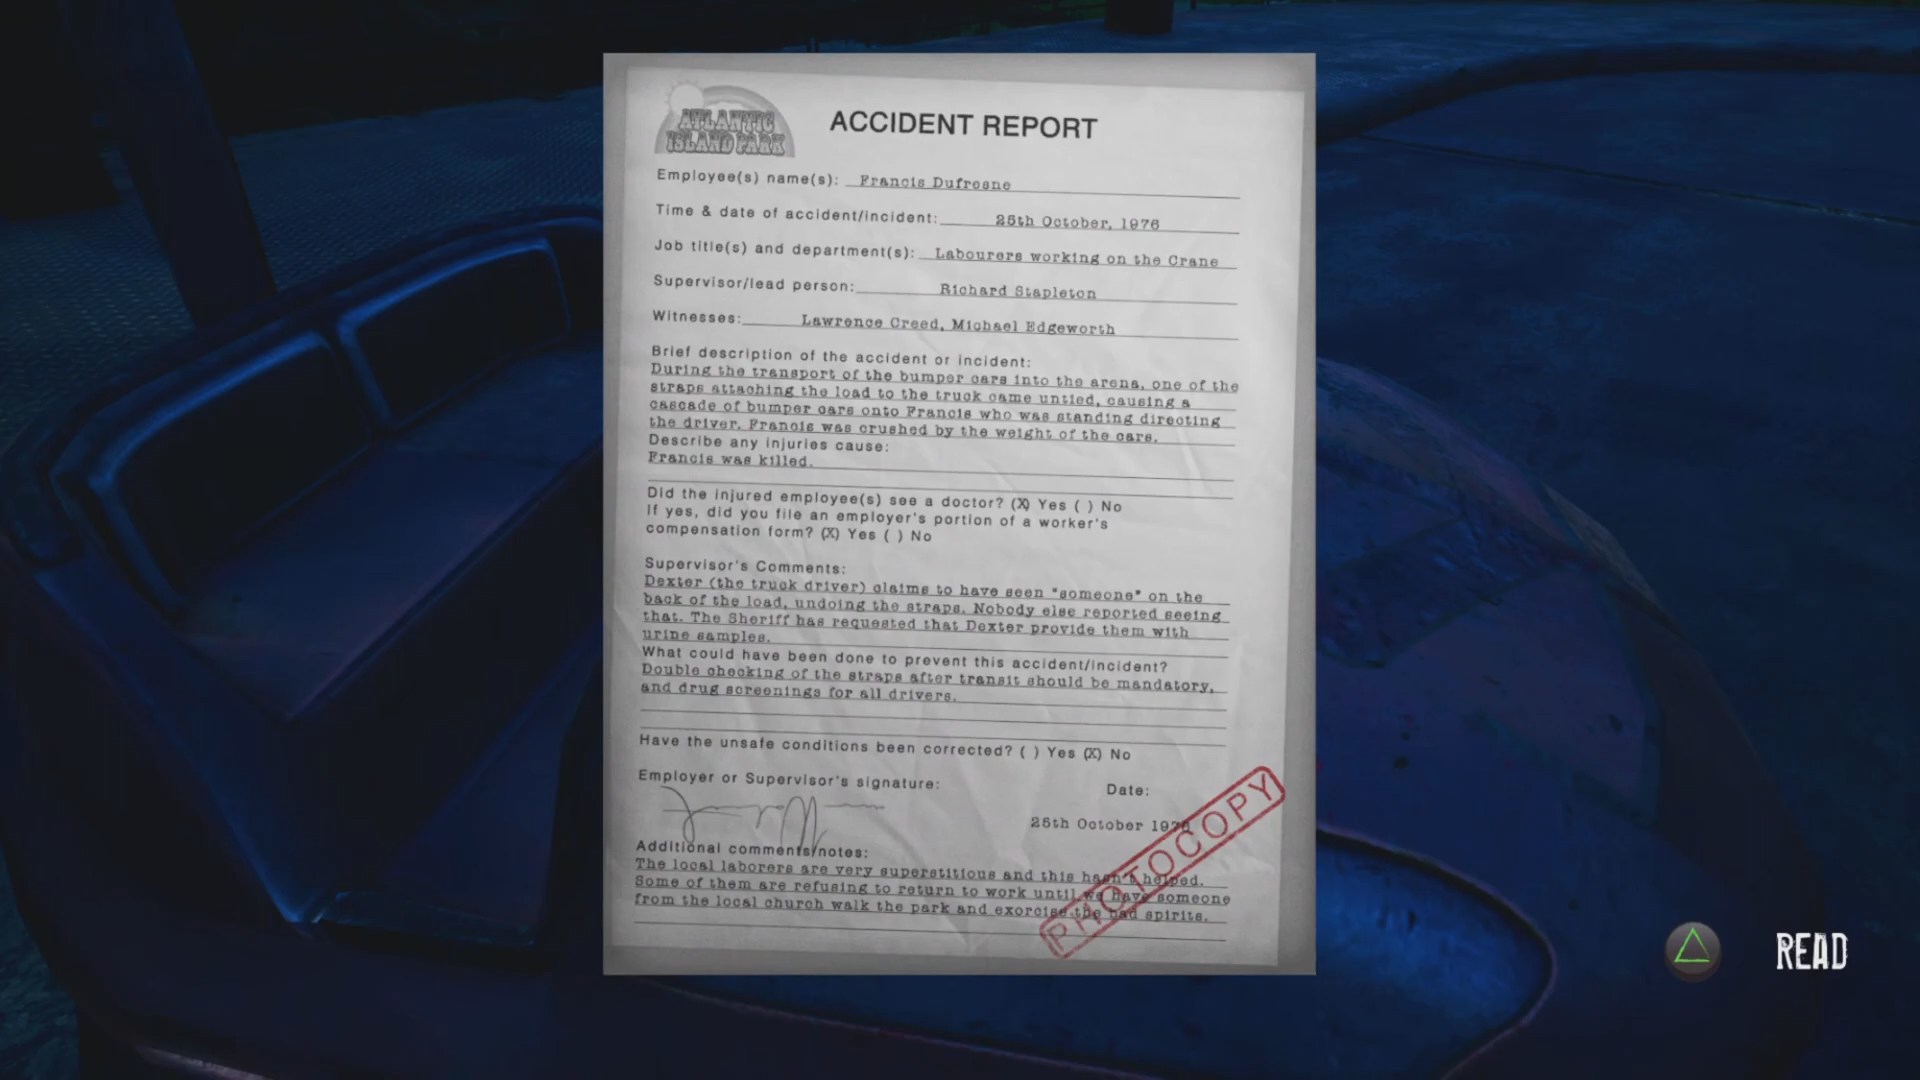 ATLANTIC
ISLAND PARK
ACCIDENT REPORT
Employee(s) name(s): Francis Dufresne
Time & date of accident/incident: 25th October, 1976
Job title(s) and department(s): Labourers working on the Crane
Supervisor/lead person: Richard Stapleton
Witnesses: Lawrence Creed, Michael Edgeworth
Brief description of the accident or incident:
During the transport of the bumper cars into the arena, one of the
straps attaching the load to the truck came untied, causing a
cascade of bumper cars onto Francis who was standing directing
the driver. Francis was crushed by the weight of the cars.
Describe any injuries cause:
Francis was killed.
Did the injured employee(s) see a doctor? (X) Yes ( ) No
If yes, did you file an employer's portion of a worker's
compensation form? (X) Yes ( ) No
Supervisor's Comments:
Dexter (the truck driver) claims to have seen "someone" on the
back of the load, undoing the straps. Nobody else reported seeing
that. The Sheriff has requested that Dexter provide them with
urine samples.
What could have been done to prevent this accident/incident?
Double checking of the straps after transit should be mandatory,
and drug screenings for all drivers.
Have the unsafe conditions been corrected? ( ) Yes (X) No
Employer or Supervisor's signature:
Date:
25th October 1976
Additional comments/notes:
The local laborers are very superstitious and this hasn't helped.
Some of them are refusing to return to work until we have someone
from the local church walk the park and exorcise the bad spirits.
PHOTOCOPY
READ